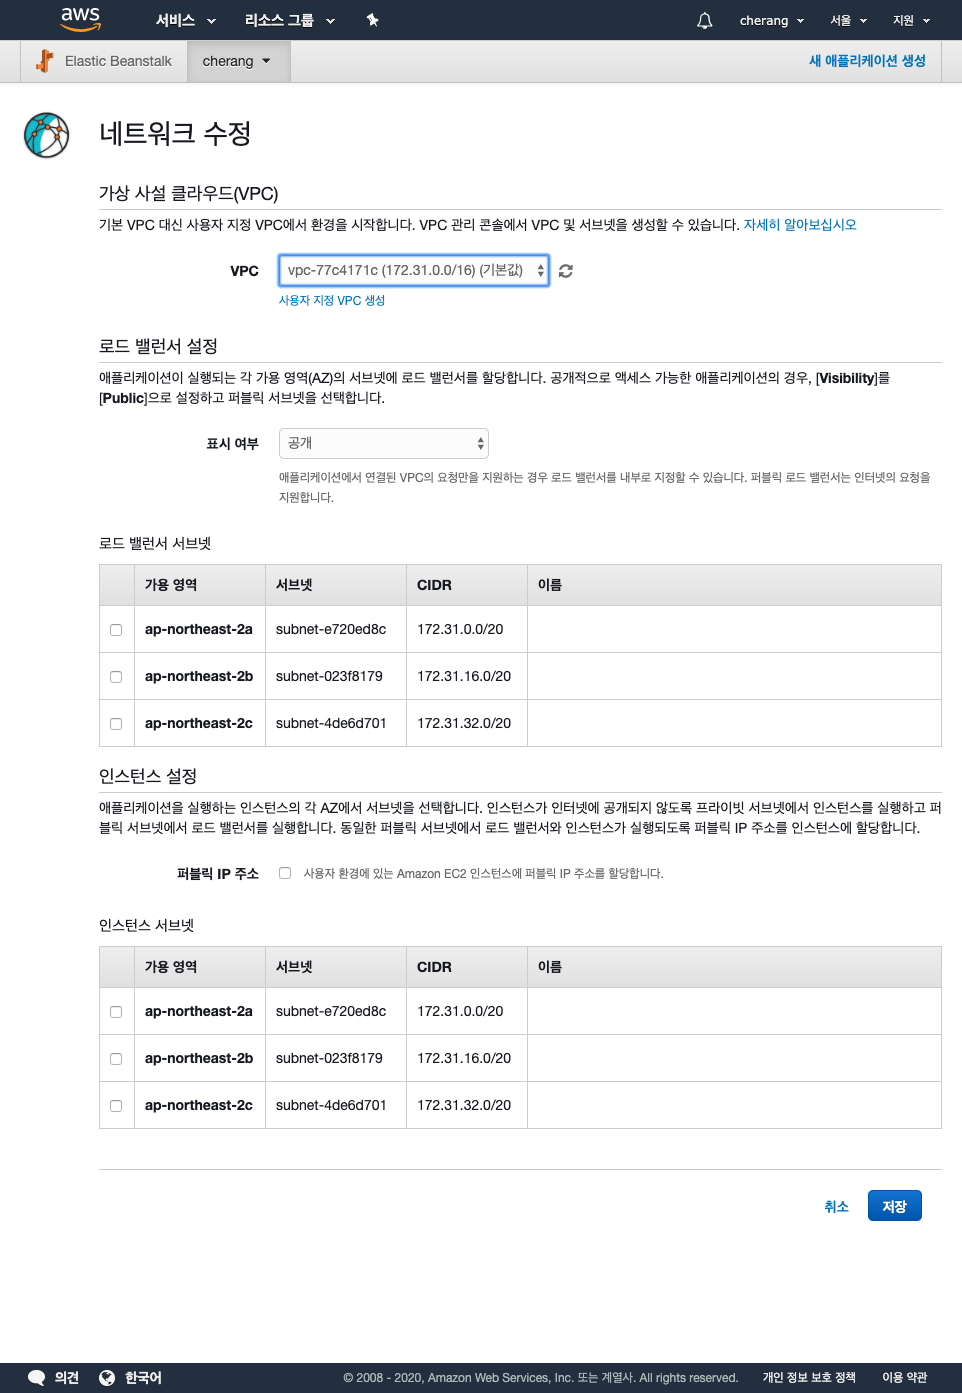 aws 서비스 리소스 그룹 cherang 서울 지원
Elastic Beanstalk cherang 새 애플리케이션 생성
네트워크 수정
가상 사설 클라우드(VPC)
기본 VPC 대신 사용자 지정 VPC에서 환경을 시작합니다. VPC 관리 콘솔에서 VPC 및 서브넷을 생성할 수 있습니다. 자세히 알아보십시오
VPC vpc-77c4171c (172.31.0.0/16) (기본값)
사용자 지정 VPC 생성
로드 밸런서 설정
애플리케이션이 실행되는 각 가용 영역(AZ)의 서브넷에 로드 밸런서를 할당합니다. 공개적으로 액세스 가능한 애플리케이션의 경우, [Visibility]를
[Public]으로 설정하고 퍼블릭 서브넷을 선택합니다.
표시 여부 공개
애플리케이션에서 연결된 VPC의 요청만을 지원하는 경우 로드 밸런서를 내부로 지정할 수 있습니다. 퍼블릭 로드 밸런서는 인터넷의 요청을
지원합니다.
로드 밸런서 서브넷
가용 영역 서브넷 CIDR 이름
ap-northeast-2a subnet-e720ed8c 172.31.0.0/20
ap-northeast-2b subnet-023f8179 172.31.16.0/20
ap-northeast-2c subnet-4de6d701 172.31.32.0/20
인스턴스 설정
애플리케이션을 실행하는 인스턴스의 각 AZ에서 서브넷을 선택합니다. 인스턴스가 인터넷에 공개되지 않도록 프라이빗 서브넷에서 인스턴스를 실행하고 퍼
블릭 서브넷에서 로드 밸런서를 실행합니다. 동일한 퍼블릭 서브넷에서 로드 밸런서와 인스턴스가 실행되도록 퍼블릭 IP 주소를 인스턴스에 할당합니다.
퍼블릭 IP 주소 사용자 환경에 있는 Amazon EC2 인스턴스에 퍼블릭 IP 주소를 할당합니다.
인스턴스 서브넷
가용 영역 서브넷 CIDR 이름
ap-northeast-2a subnet-e720ed8c 172.31.0.0/20
ap-northeast-2b subnet-023f8179 172.31.16.0/20
ap-northeast-2c subnet-4de6d701 172.31.32.0/20
취소 저장
의견 한국어 © 2008 - 2020, Amazon Web Services, Inc. 또는 계열사. All rights reserved. 개인 정보 보호 정책 이용 약관